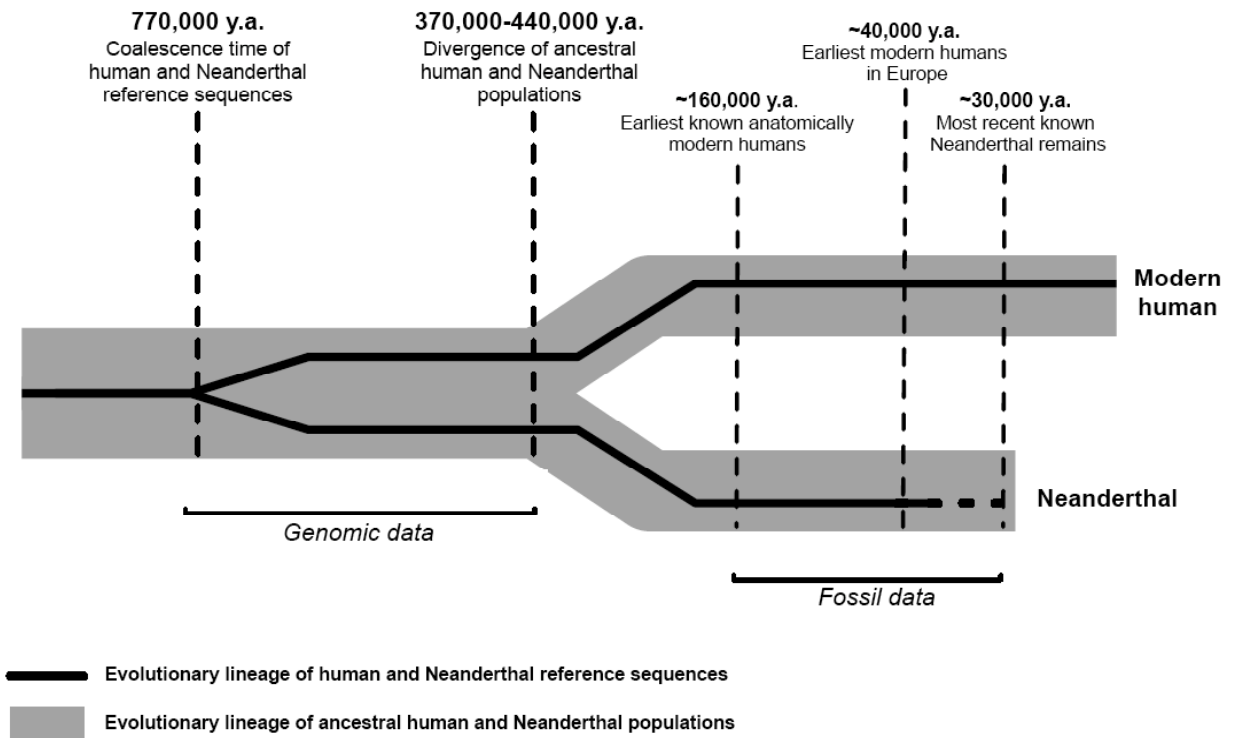 770,000 y.a.
Coalescence time of
human and Neanderthal
reference sequences
370,000-440,000 y.a.
Divergence of ancestral
human and Neanderthal
populations
~160,000 y.a.
Earliest known anatomically
modern humans
~40,000 y.a.
Earliest modern humans
in Europe
~30,000 y.a.
Most recent known
Neanderthal remains
Modern
human
Neanderthal
Genomic data
Fossil data
Evolutionary lineage of human and Neanderthal reference sequences
Evolutionary lineage of ancestral human and Neanderthal populations